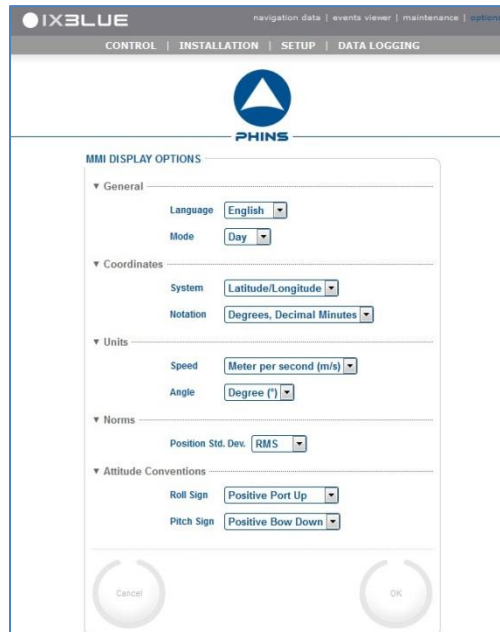 IXBLUE
navigation data | events viewer | maintenance | options
CONTROL | INSTALLATION | SETUP | DATA LOGGING
PHINS
MMI DISPLAY OPTIONS
▼ General
Language English
Mode Day
▼ Coordinates
System Latitude/Longitude
Notation Degrees, Decimal Minutes
▼ Units
Speed Meter per second (m/s)
Angle Degree (°)
▼ Norms
Position Std. Dev. RMS
▼ Attitude Conventions
Roll Sign Positive Port Up
Pitch Sign Positive Bow Down
Cancel OK